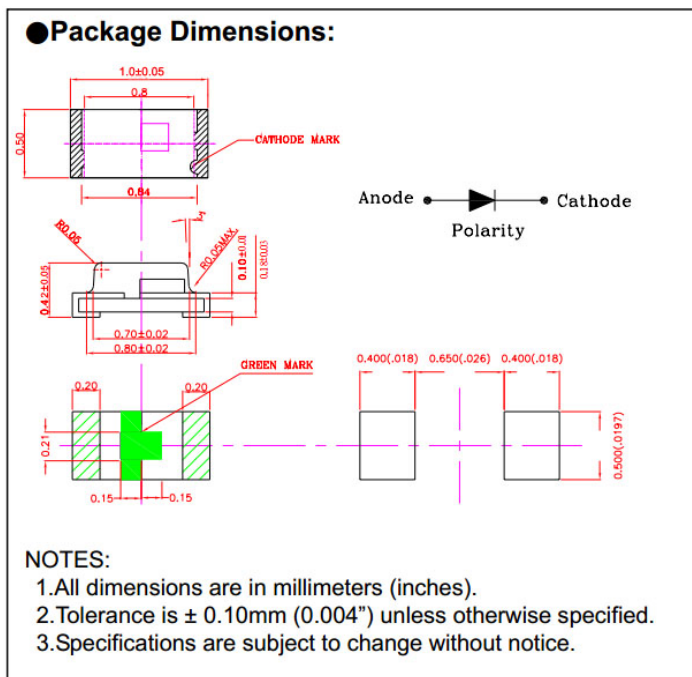 ●Package Dimensions:
1.0±0.05
0.8
0.50
CATHODE MARK
0.84
Anode
Cathode
Polarity
R0.05
R0.05MAX.
0.42±0.05
0.10±0.01
0.18±0.03
0.70±0.02
0.80±0.02
GREEN MARK
0.400(.018)
0.650(.026)
0.400(.018)
0.20
0.20
0.21
0.500(.0197)
0.15
0.15
NOTES:
1.All dimensions are in millimeters (inches).
2.Tolerance is ± 0.10mm (0.004”) unless otherwise specified.
3.Specifications are subject to change without notice.